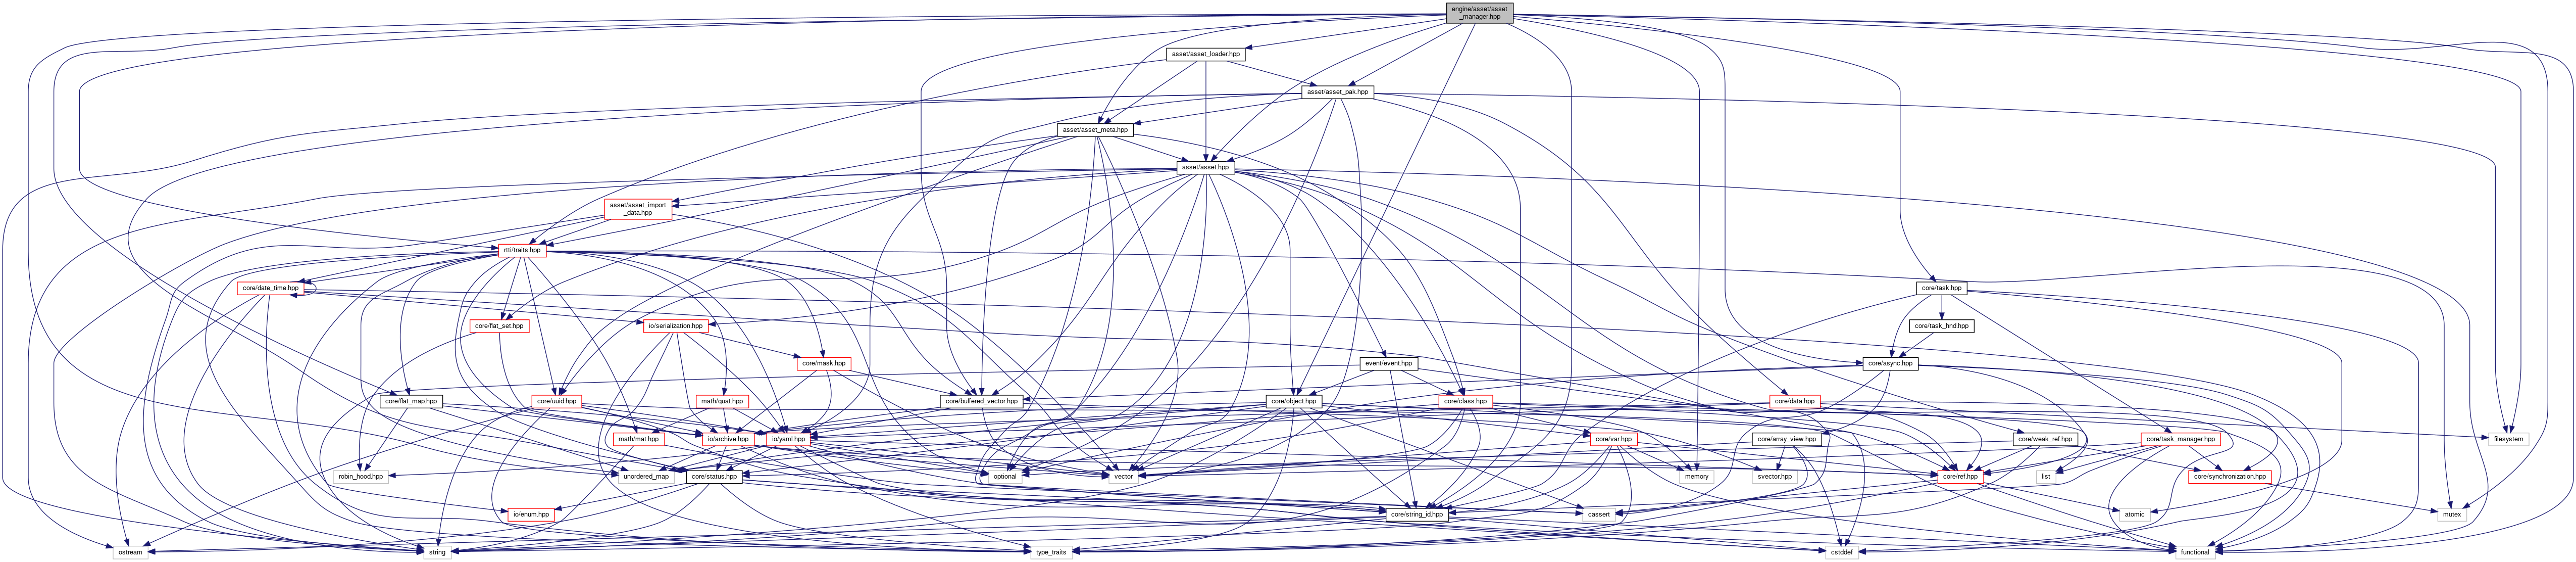 engine/asset/asset
_manager.hpp
asset/asset_loader.hpp
asset/asset_pak.hpp
asset/asset_meta.hpp
asset/asset.hpp
asset/asset_import
_data.hpp
rtti/traits.hpp
core/date_time.hpp
core/task.hpp
core/flat_set.hpp
io/serialization.hpp
core/task_hnd.hpp
core/mask.hpp
event/event.hpp
core/async.hpp
core/flat_map.hpp
core/uuid.hpp
math/quat.hpp
core/buffered_vector.hpp
core/object.hpp
core/class.hpp
core/data.hpp
math/mat.hpp
io/archive.hpp
io/yaml.hpp
core/var.hpp
core/array_view.hpp
core/weak_ref.hpp
core/task_manager.hpp
filesystem
robin_hood.hpp
unordered_map
core/status.hpp
optional
vector
memory
svector.hpp
core/ref.hpp
list
core/synchronization.hpp
io/enum.hpp
core/string_id.hpp
cassert
atomic
mutex
ostream
string
type_traits
cstddef
functional